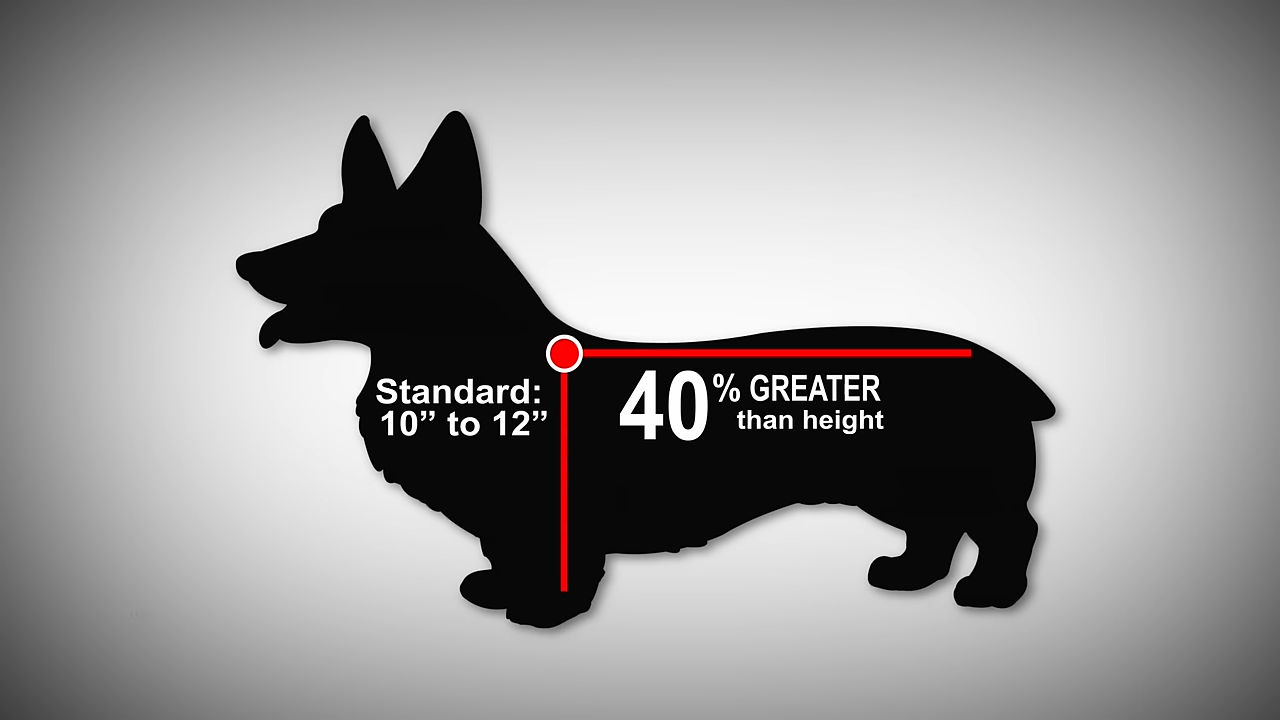 Standard:
10” to 12”
40% GREATER
than height